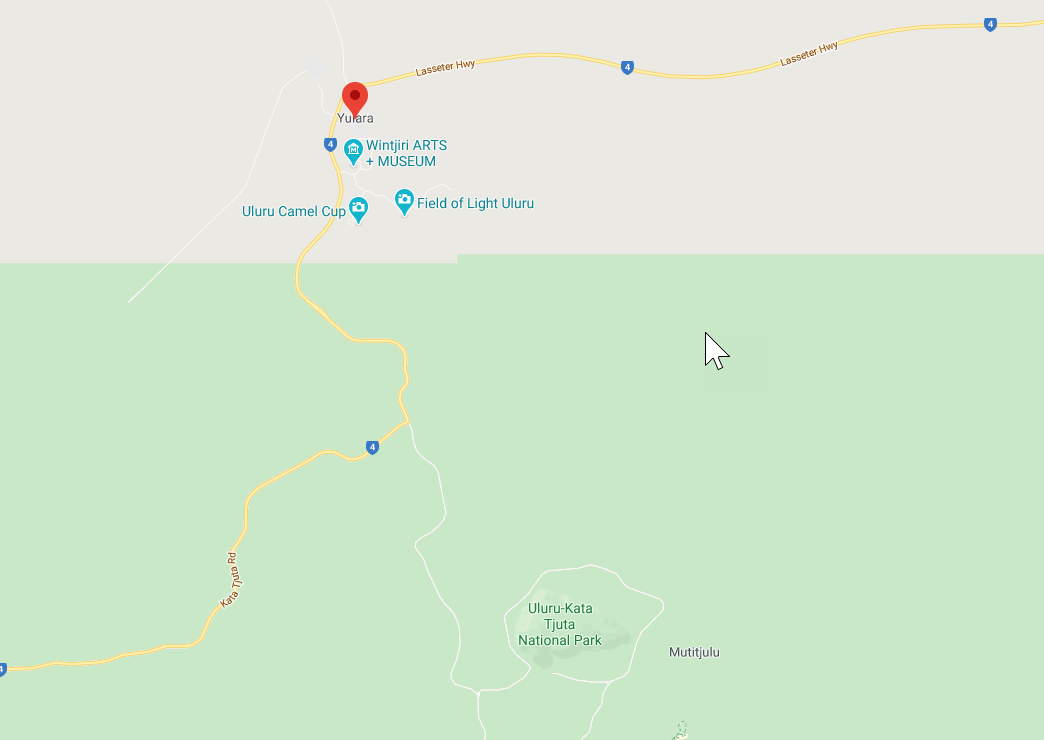 4
Lasseter Hwy
Lasseter Hwy
4
Yulara
4
Wintjiri ARTS
+ MUSEUM
Uluru Camel Cup
Field of Light Uluru
4
Kata Tjuta Rd
Uluru-Kata
Tjuta
National Park
Mutitjulu
4